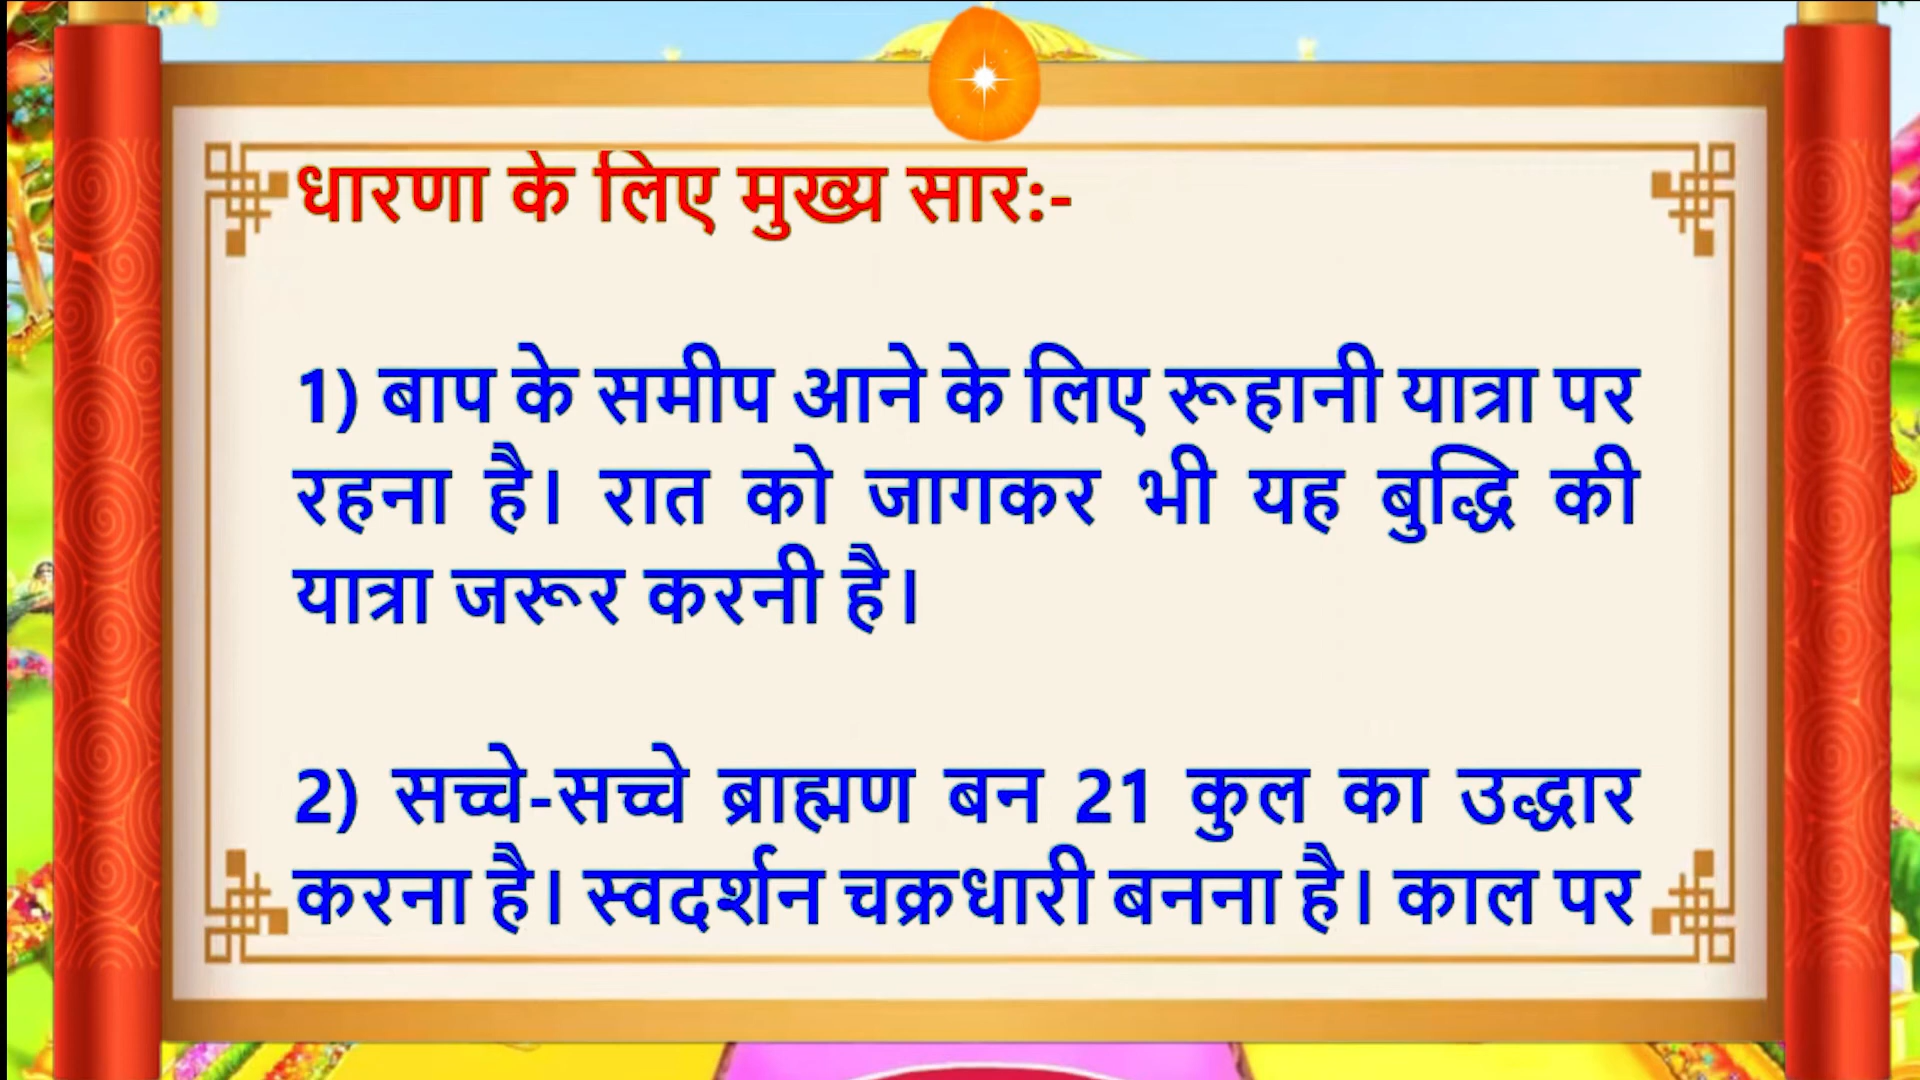 धारणा के लिए मुख्य सार:-
1) बाप के समीप आने के लिए रूहानी यात्रा पर
रहना है। रात को जागकर भी यह बुद्धि की
यात्रा जरूर करनी है।
2) सच्चे-सच्चे ब्राह्मण बन 21 कुल का उद्धार
करना है। स्वदर्शन चक्रधारी बनना है। काल पर